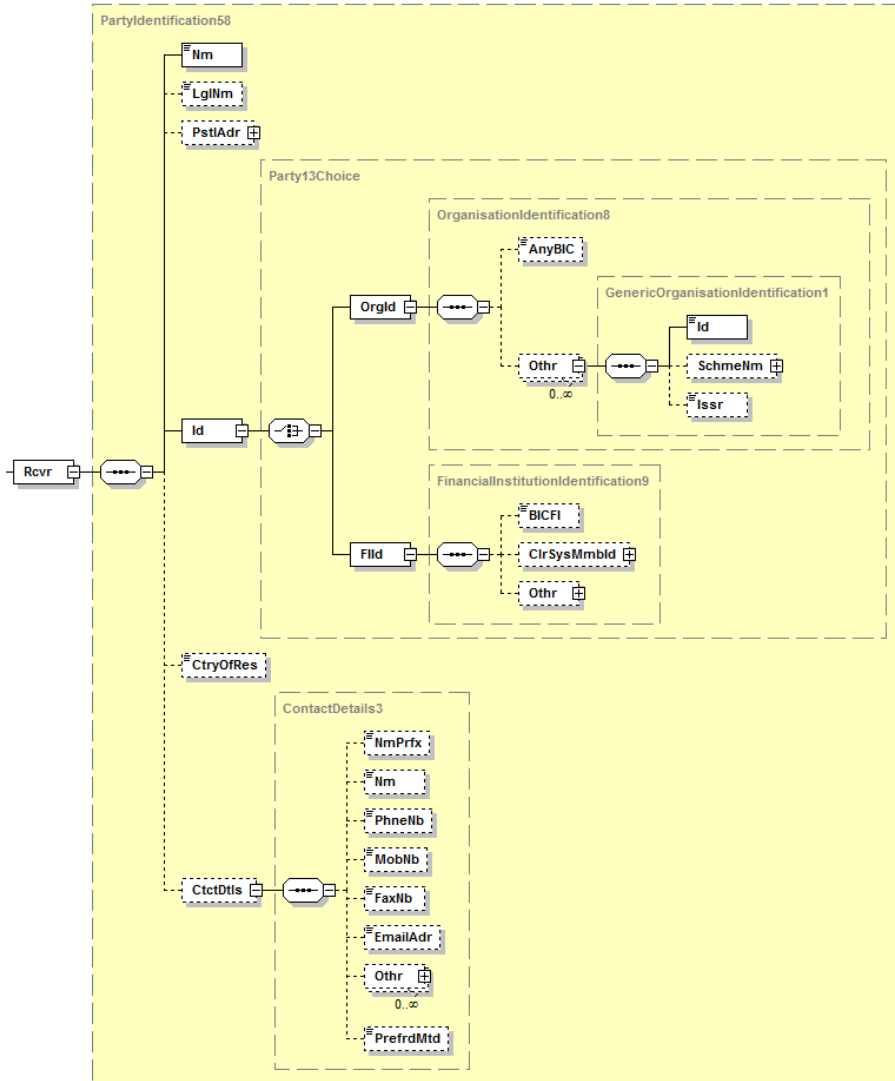 PartyIdentification58
Nm
LglNm
PstlAdr
Party13Choice
OrganisationIdentification8
AnyBIC
GenericOrganisationIdentification1
OrgId
Id
Othr
SchmeNm
0..∞
Issr
Id
Rcvr
FinancialInstitutionIdentification9
BICFI
FIId
ClrSysMmbId
Othr
CtryOfRes
ContactDetails3
NmPrfx
Nm
PhneNb
MobNb
CtctDtls
FaxNb
EmailAdr
Othr
0..∞
PrefrdMtd